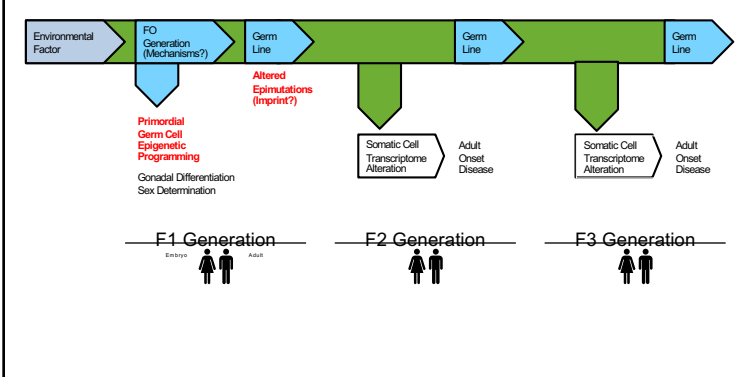 Environmental
Factor
FO
Generation
(Mechanisms?)
Germ
Line
Germ
Line
Germ
Line
Altered
Epimutations
(Imprint?)
Primordial
Germ Cell
Epigenetic
Programming
Gonadal Differentiation
Sex Determination
Somatic Cell
Transcriptome
Alteration
Adult
Onset
Disease
Somatic Cell
Transcriptome
Alteration
Adult
Onset
Disease
F1 Generation
Embryo
Adult
F2 Generation
F3 Generation